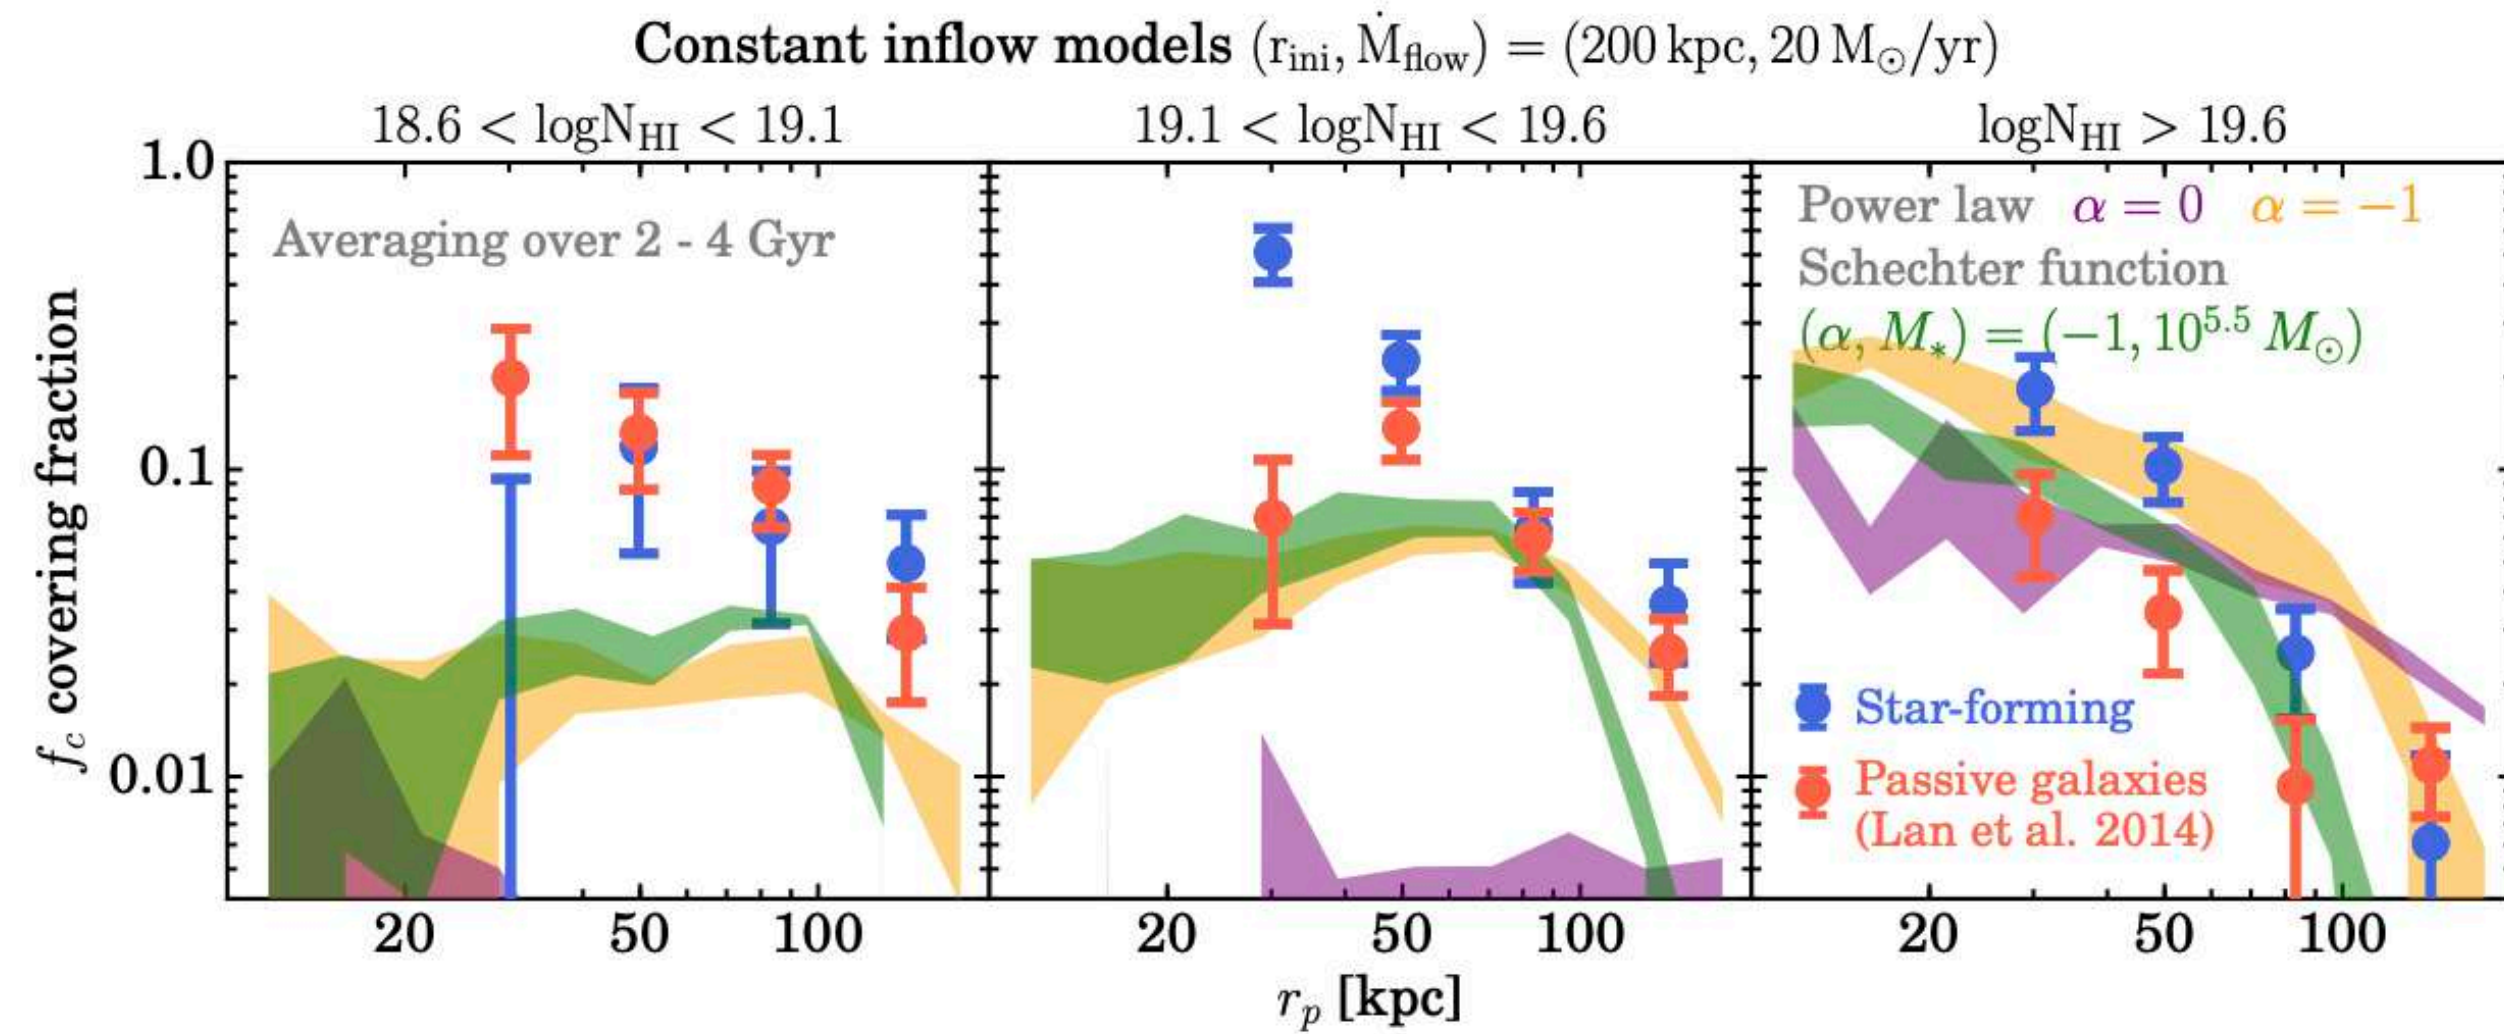 Constant inflow models (r_ini, Ṁ_flow) = (200 kpc, 20 M_⊙/yr)
18.6 < logN_HI < 19.1
19.1 < logN_HI < 19.6
logN_HI > 19.6
f_c covering fraction
1.0
0.1
0.01
Averaging over 2 - 4 Gyr
Power law α = 0 α = −1
Schechter function
(α, M_*) = (−1, 10^5.5 M_⊙)
Star-forming
Passive galaxies
(Lan et al. 2014)
20 50 100
20 50 100
20 50 100
r_p [kpc]